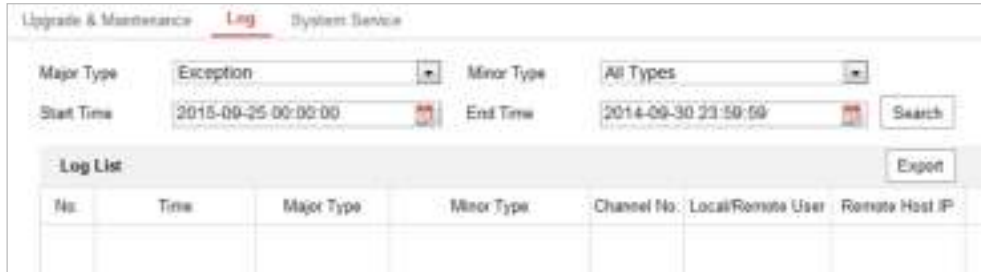 Upgrade & Maintenance Log System Service
Major Type Exception Minor Type All Types
Start Time 2015-09-25 00:00:00 End Time 2014-09-30 23:59:59 Search
Log List Export
No. Time Major Type Minor Type Channel No. Local/Remote User Remote Host IP